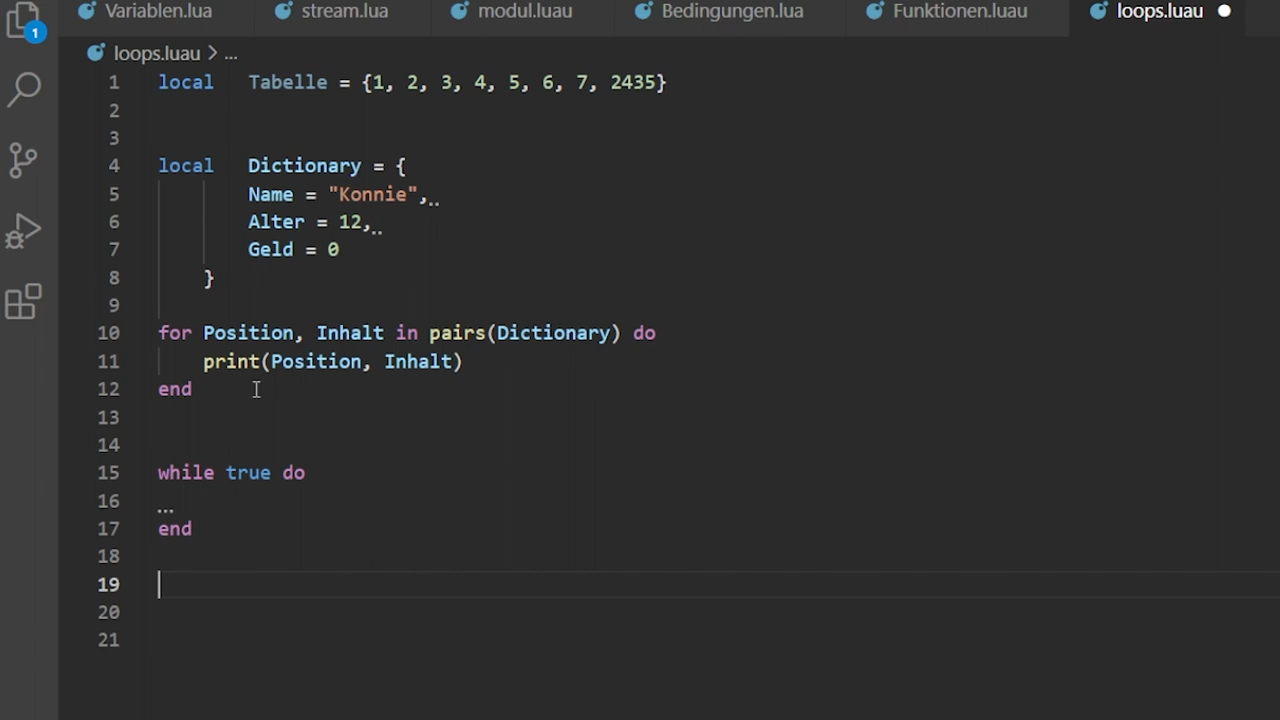 Variablen.lua stream.lua modul.luau Bedingungen.lua Funktionen.luau loops.luau
1
loops.luau > ...
1 local Tabelle = {1, 2, 3, 4, 5, 6, 7, 2435}
2
3
4 local Dictionary = {
5 Name = "Konnie",
6 Alter = 12,
7 Geld = 0
8 }
9
10 for Position, Inhalt in pairs(Dictionary) do
11 print(Position, Inhalt)
12 end
13
14
15 while true do
16 ...
17 end
18
19
20
21